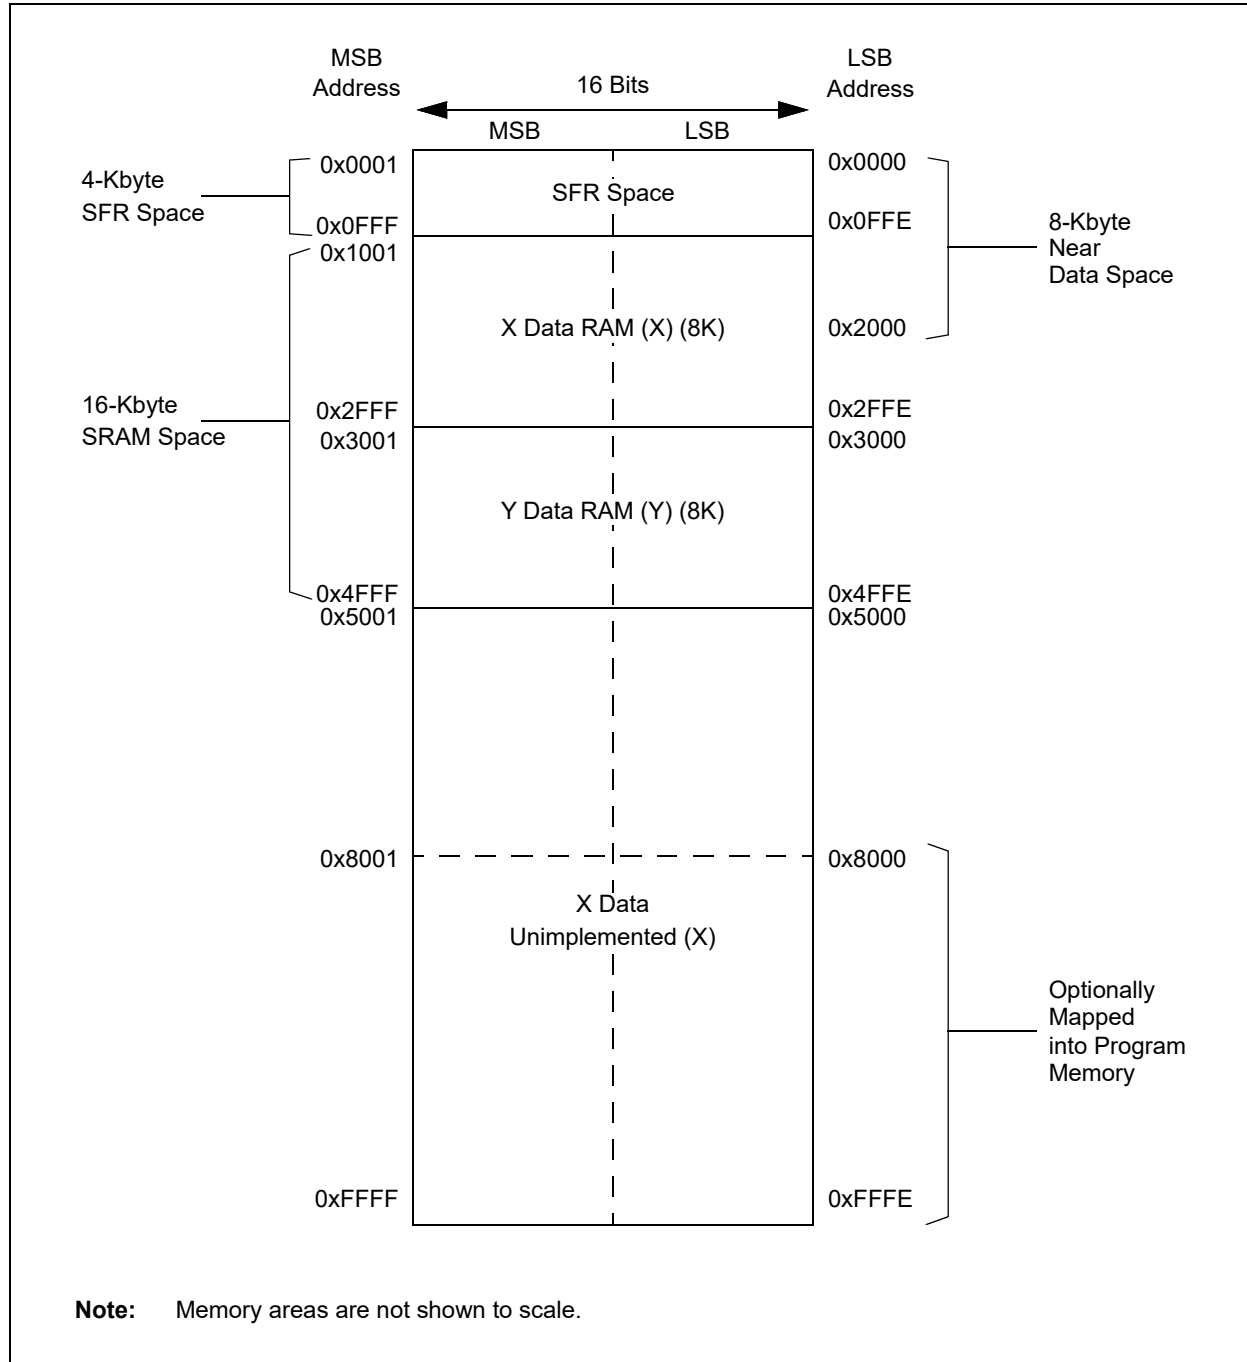 MSB
Address
LSB
Address
16 Bits
MSB
LSB
0x0001
0x0000
4-Kbyte
SFR Space
SFR Space
0x0FFF
0x0FFE
8-Kbyte
Near
Data Space
0x1001
X Data RAM (X) (8K)
0x2000
16-Kbyte
SRAM Space
0x2FFF
0x2FFE
0x3001
0x3000
Y Data RAM (Y) (8K)
0x4FFF
0x4FFE
0x5001
0x5000
0x8001
0x8000
X Data
Unimplemented (X)
Optionally
Mapped
into Program
Memory
0xFFFF
0xFFFE
Note: Memory areas are not shown to scale.